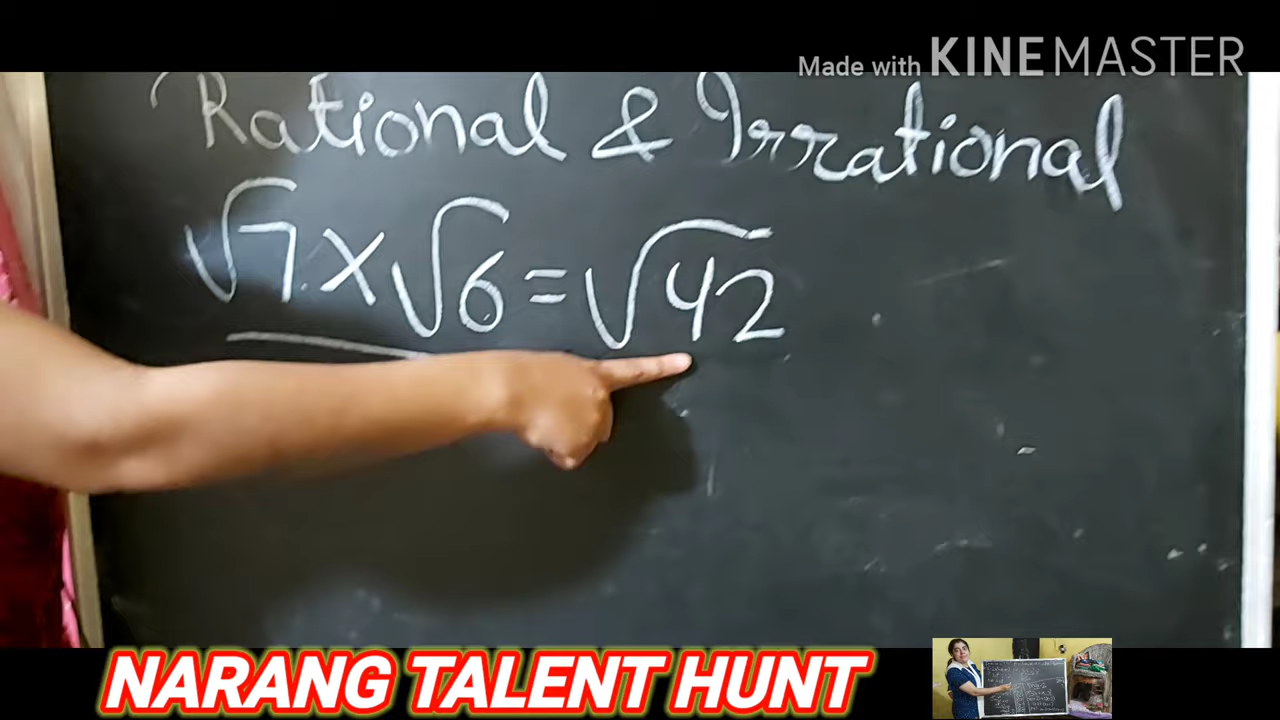 Made with KINEMASTER
Rational & Irrational
√7 × √6 = √42
NARANG TALENT HUNT